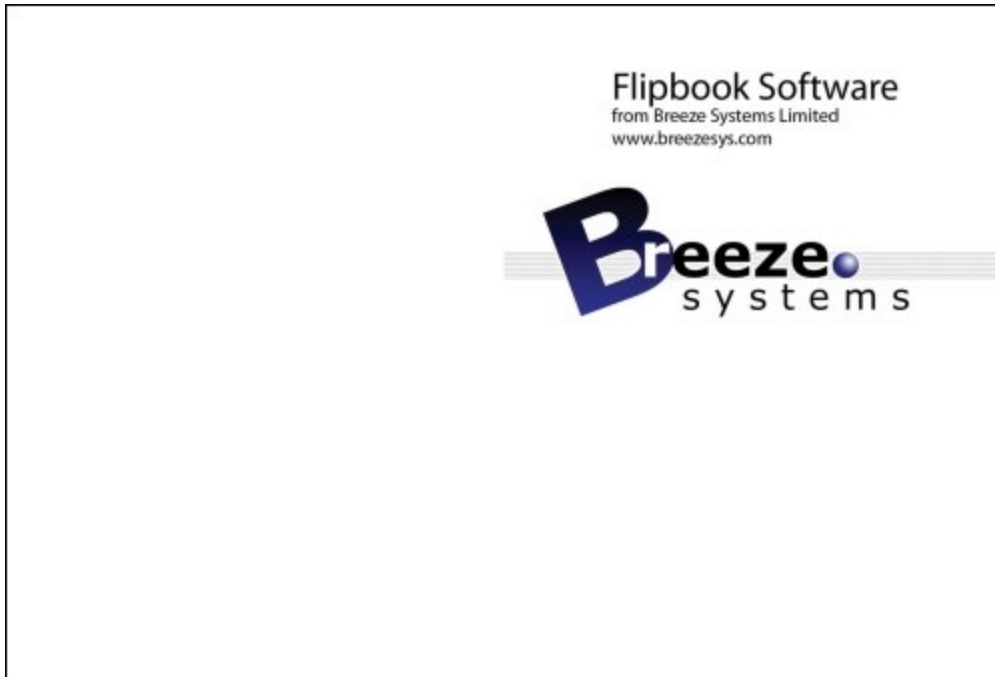 Flipbook Software
from Breeze Systems Limited
www.breezesys.com
Breeze
systems